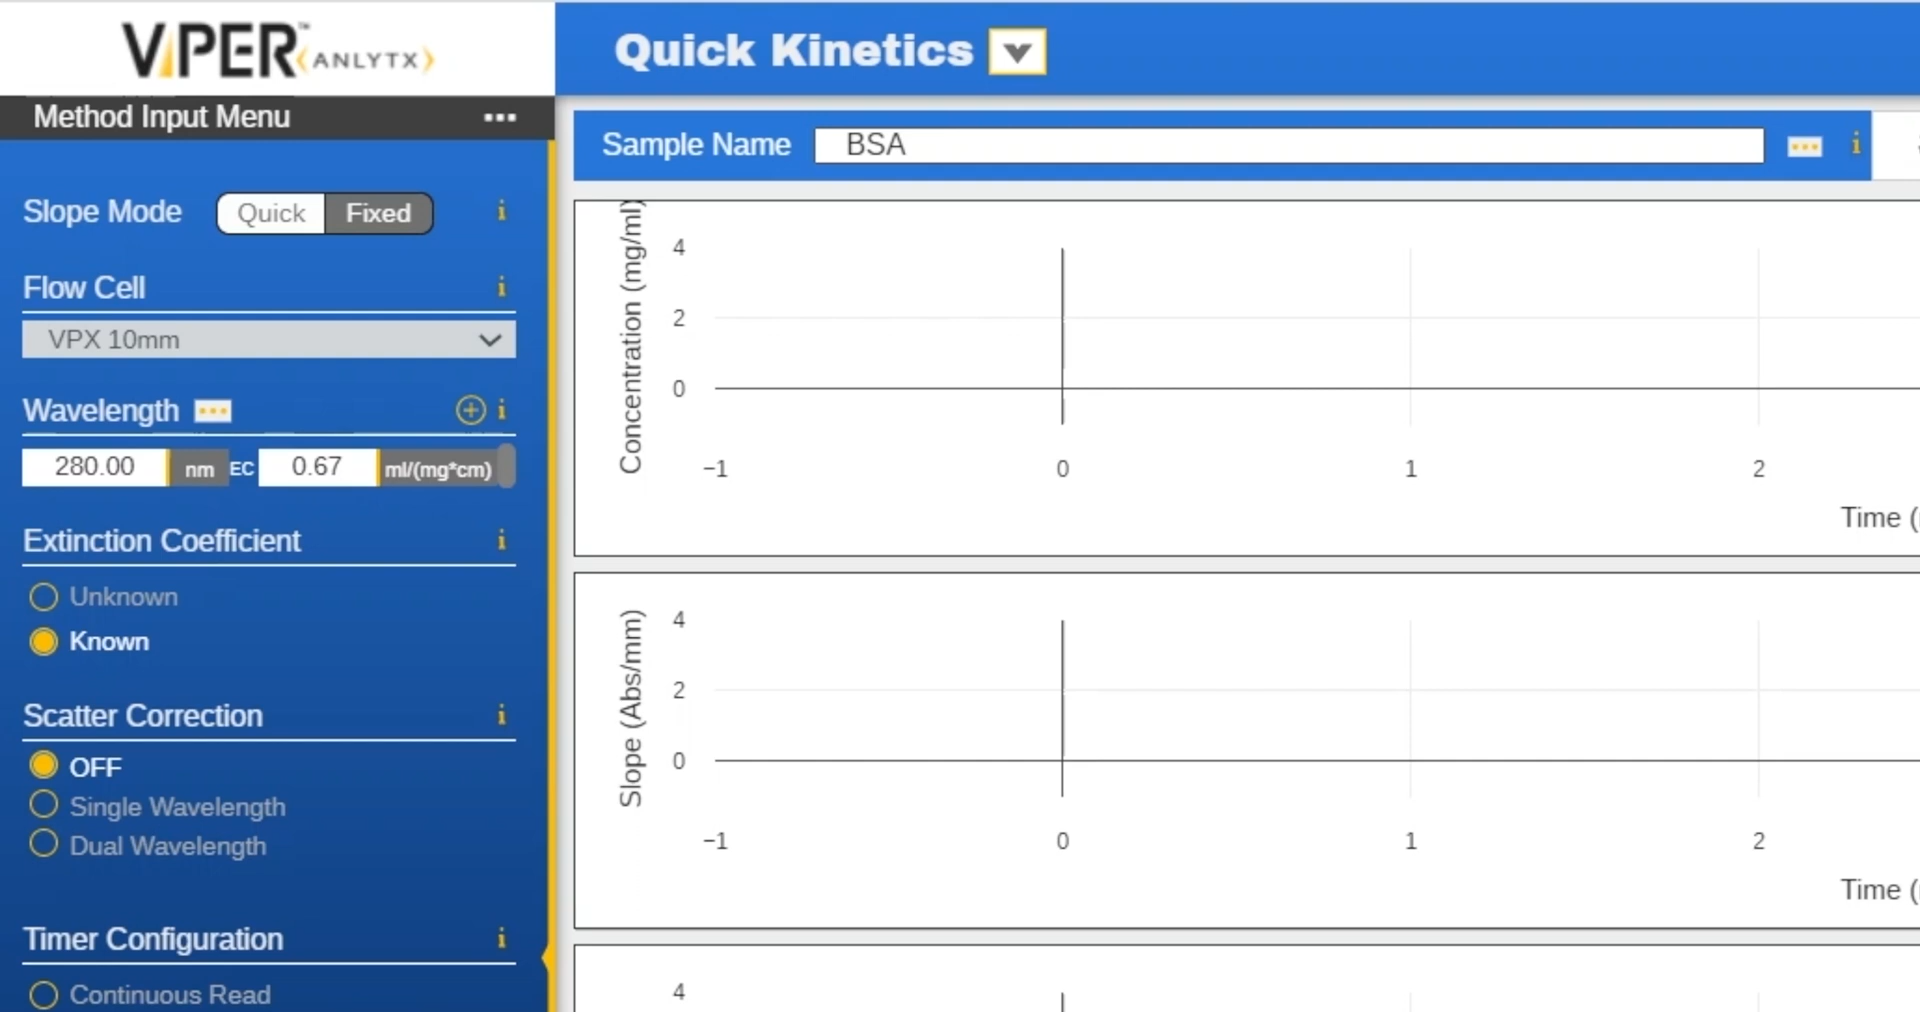 VIPER™ ANLYTX
Quick Kinetics
Method Input Menu
Sample Name BSA
Slope Mode Quick Fixed
Flow Cell
VPX 10mm
Wavelength
280.00 nm EC 0.67 ml/(mg*cm)
Extinction Coefficient
Unknown
Known
Scatter Correction
OFF
Single Wavelength
Dual Wavelength
Timer Configuration
Continuous Read
Concentration (mg/ml)
4
2
0
−1 0 1 2
Time (
Slope (Abs/mm)
4
2
0
−1 0 1 2
Time (
4